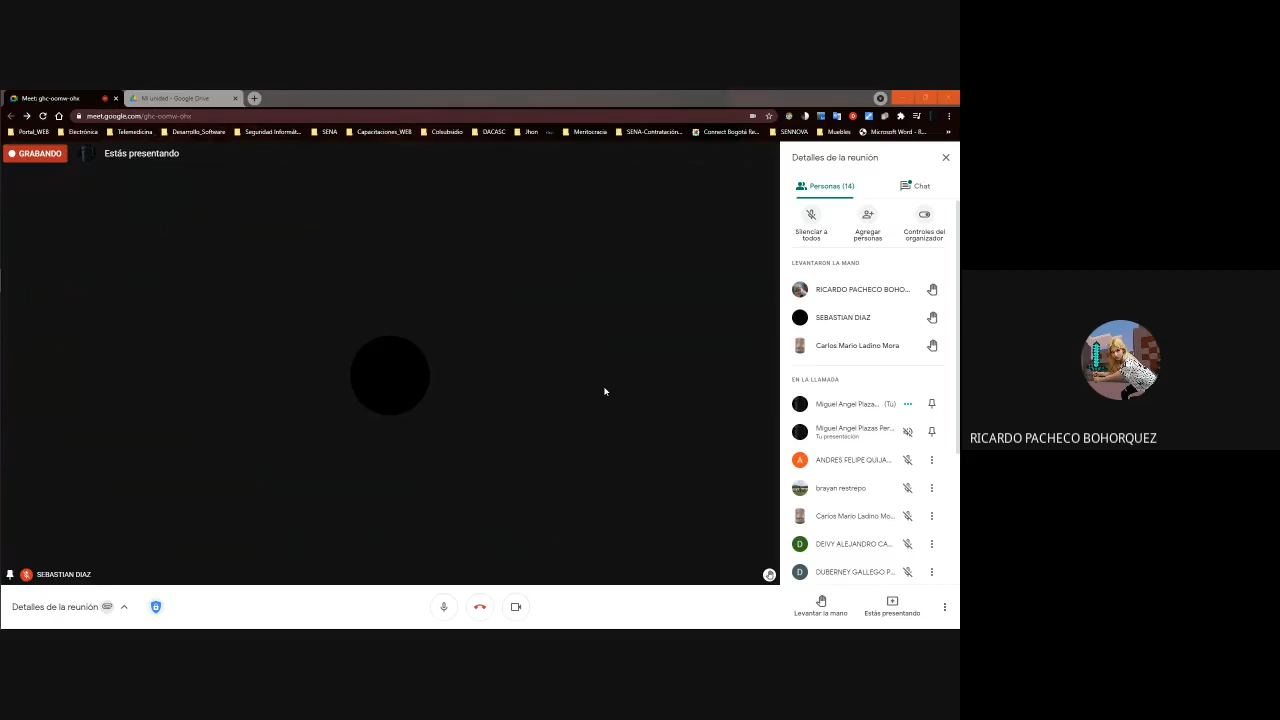 Meet: ghc-oomw-ohx
Mi unidad - Google Drive
meet.google.com/ghc-oomw-ohx
Portal_WEB
Electrónica
Telemedicina
Desarrollo_Software
Seguridad Informát...
SENA
Capacitaciones_WEB
Colsubsidio
DACASC
Jhon
Meritocracia
SENA-Contratación...
Connect Bogotá Re...
SENNOVA
Muebles
Microsoft Word - R...
GRABANDO
Estás presentando
Detalles de la reunión
Personas (14)
Chat
Silenciar a
todos
Agregar
personas
Controles del
organizador
LEVANTARON LA MANO
RICARDO PACHECO BOHO...
SEBASTIAN DIAZ
Carlos Mario Ladino Mora
EN LA LLAMADA
Miguel Angel Plaza... (Tú)
Miguel Angel Plazas Per...
Tu presentación
A ANDRES FELIPE QUIJA...
brayan restrepo
Carlos Mario Ladino Mo...
D DEIVY ALEJANDRO CA...
D DUBERNEY GALLEGO P...
SEBASTIAN DIAZ
Detalles de la reunión
Levantar la mano
Estás presentando
RICARDO PACHECO BOHORQUEZ